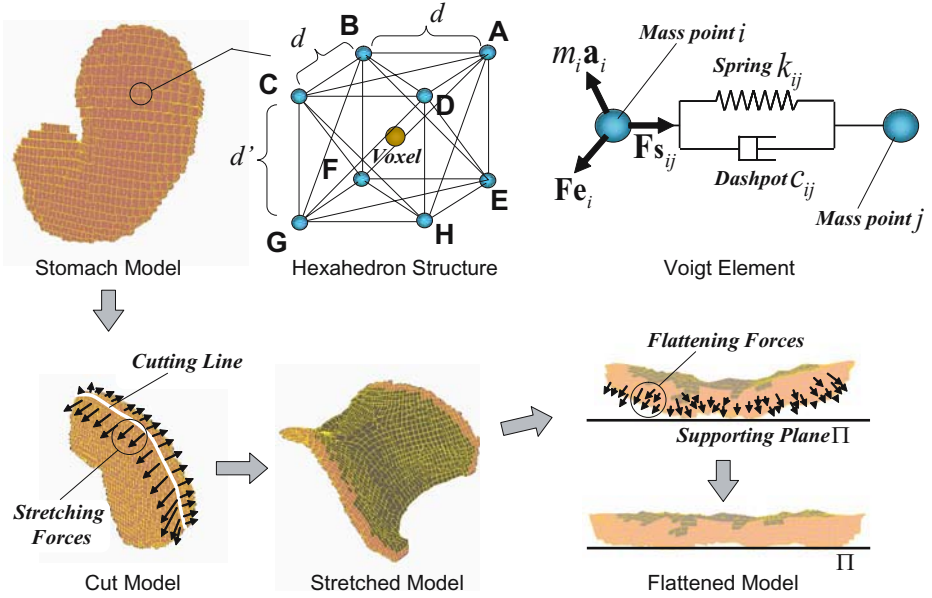 B
d
A
d
C
D
d'
Voxel
F
E
G
H
Stomach Model
Hexahedron Structure
Mass point i
m_i a_i
Spring k_ij
Fs_ij
Fe_i
Dashpot c_ij
Mass point j
Voigt Element
Cutting Line
Stretching
Forces
Cut Model
Stretched Model
Flattening Forces
Supporting Plane Π
Π
Flattened Model